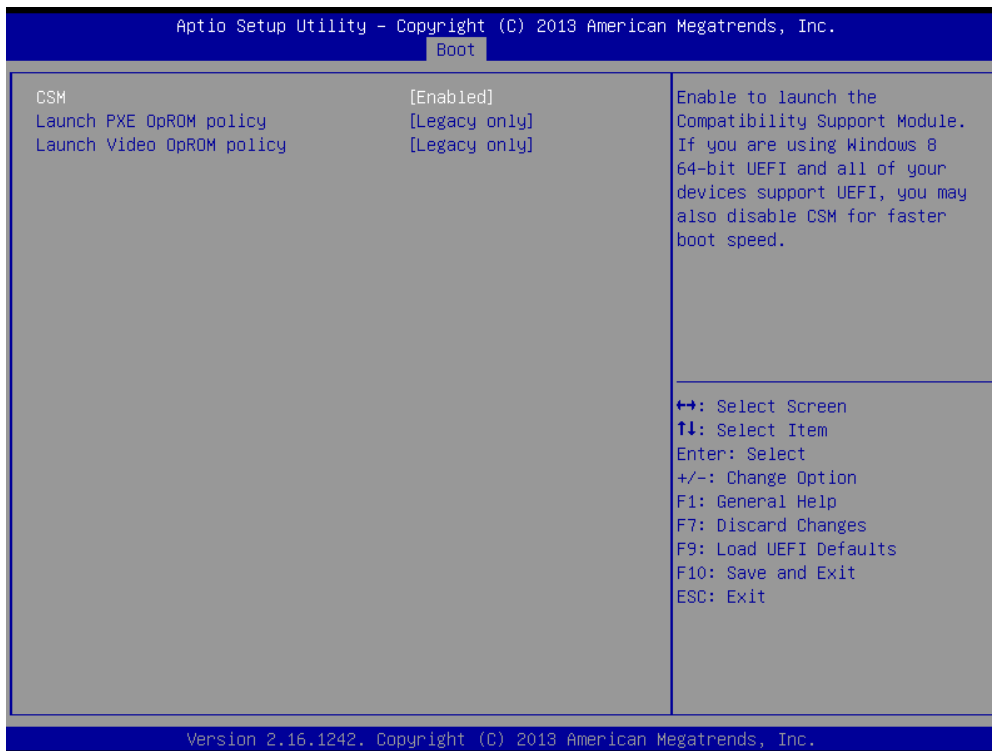 Aptio Setup Utility – Copyright (C) 2013 American Megatrends, Inc.
Boot
CSM [Enabled]
Launch PXE OpROM policy [Legacy only]
Launch Video OpROM policy [Legacy only]
Enable to launch the
Compatibility Support Module.
If you are using Windows 8
64-bit UEFI and all of your
devices support UEFI, you may
also disable CSM for faster
boot speed.
↔: Select Screen
↑↓: Select Item
Enter: Select
+/-: Change Option
F1: General Help
F7: Discard Changes
F9: Load UEFI Defaults
F10: Save and Exit
ESC: Exit
Version 2.16.1242. Copyright (C) 2013 American Megatrends, Inc.